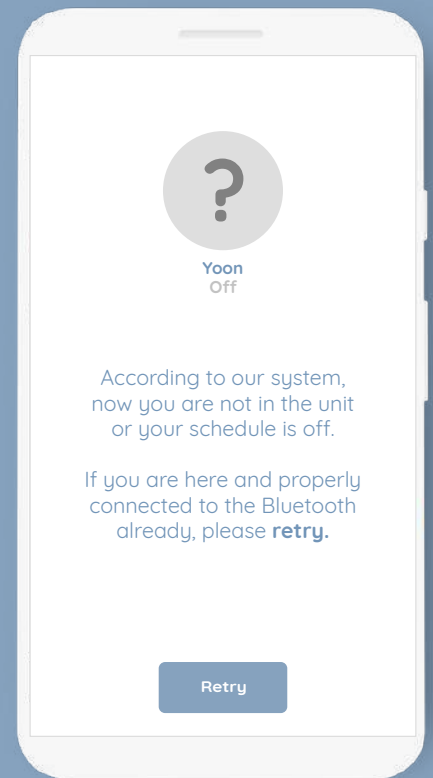 ?
Yoon
Off
According to our system,
now you are not in the unit
or your schedule is off.
If you are here and properly
connected to the Bluetooth
already, please retry.
Retry